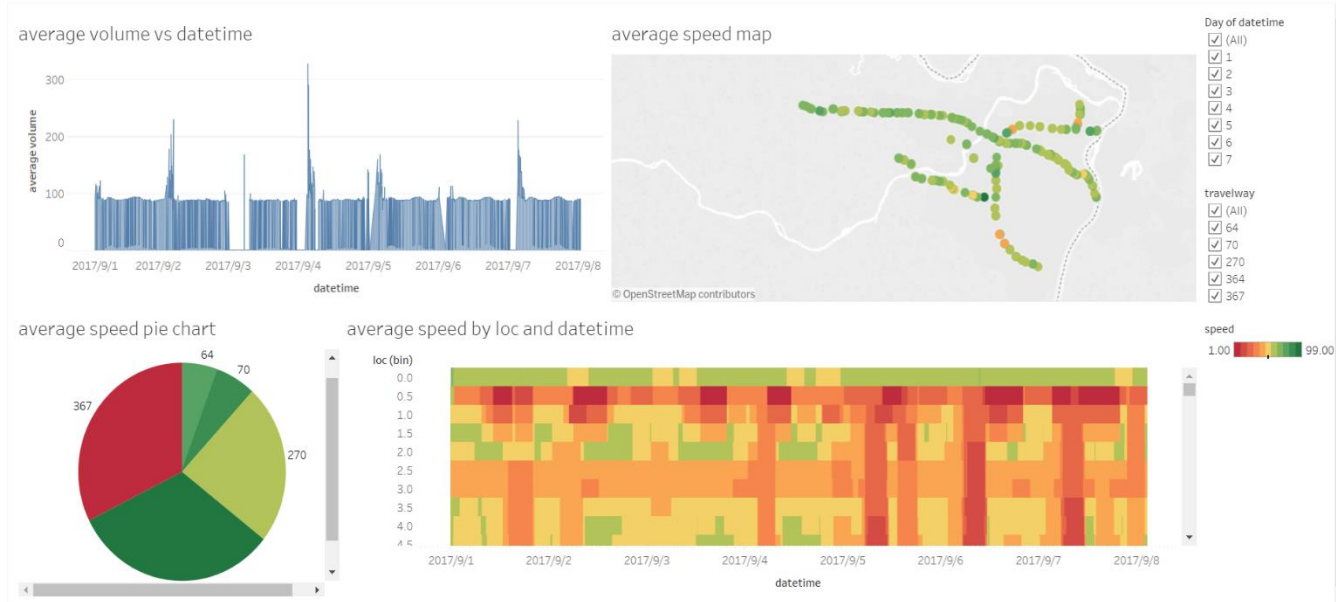 average volume vs datetime
300
200
100
0
average volume
2017/9/1 2017/9/2 2017/9/3 2017/9/4 2017/9/5 2017/9/6 2017/9/7 2017/9/8
datetime
average speed map
© OpenStreetMap contributors
Day of datetime
(All)
1
2
3
4
5
6
7
travelway
(All)
64
70
270
364
367
speed
1.00 99.00
average speed pie chart
64
70
367
270
average speed by loc and datetime
loc (bin)
0.0
0.5
1.0
1.5
2.0
2.5
3.0
3.5
4.0
4.5
2017/9/1 2017/9/2 2017/9/3 2017/9/4 2017/9/5 2017/9/6 2017/9/7 2017/9/8
datetime